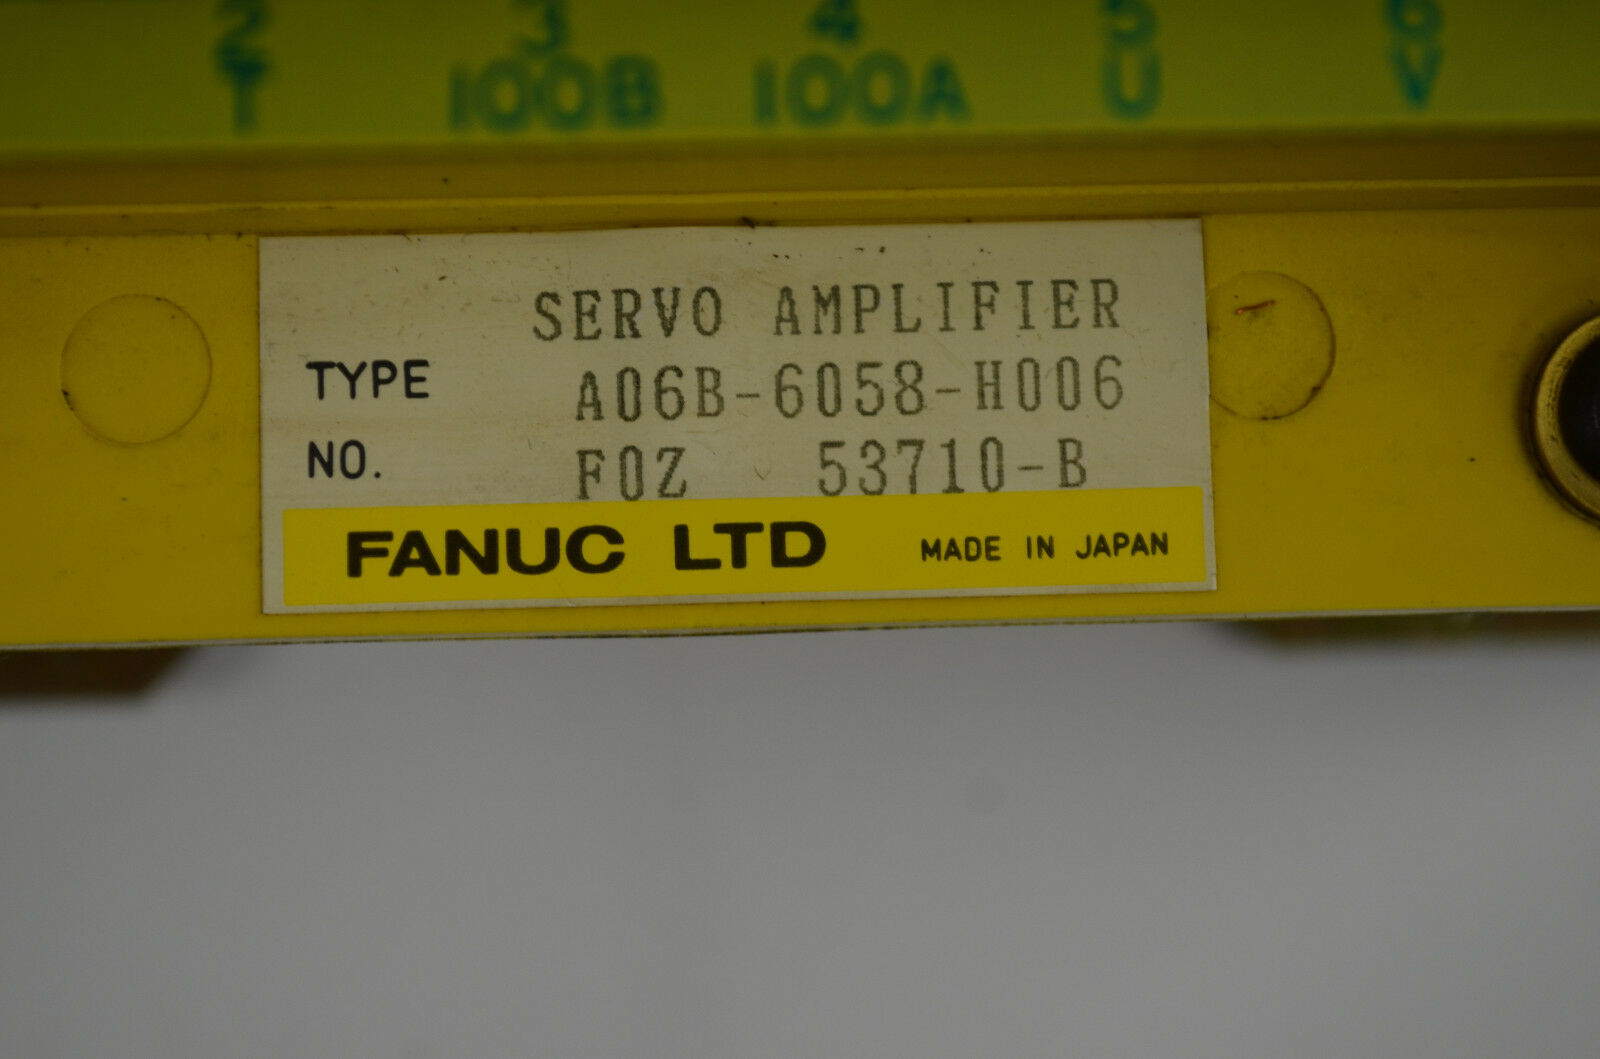 2 3 4 5 6
T 100B 100A U V
SERVO AMPLIFIER
TYPE A06B-6058-H006
NO. F0Z 53710-B
FANUC LTD MADE IN JAPAN